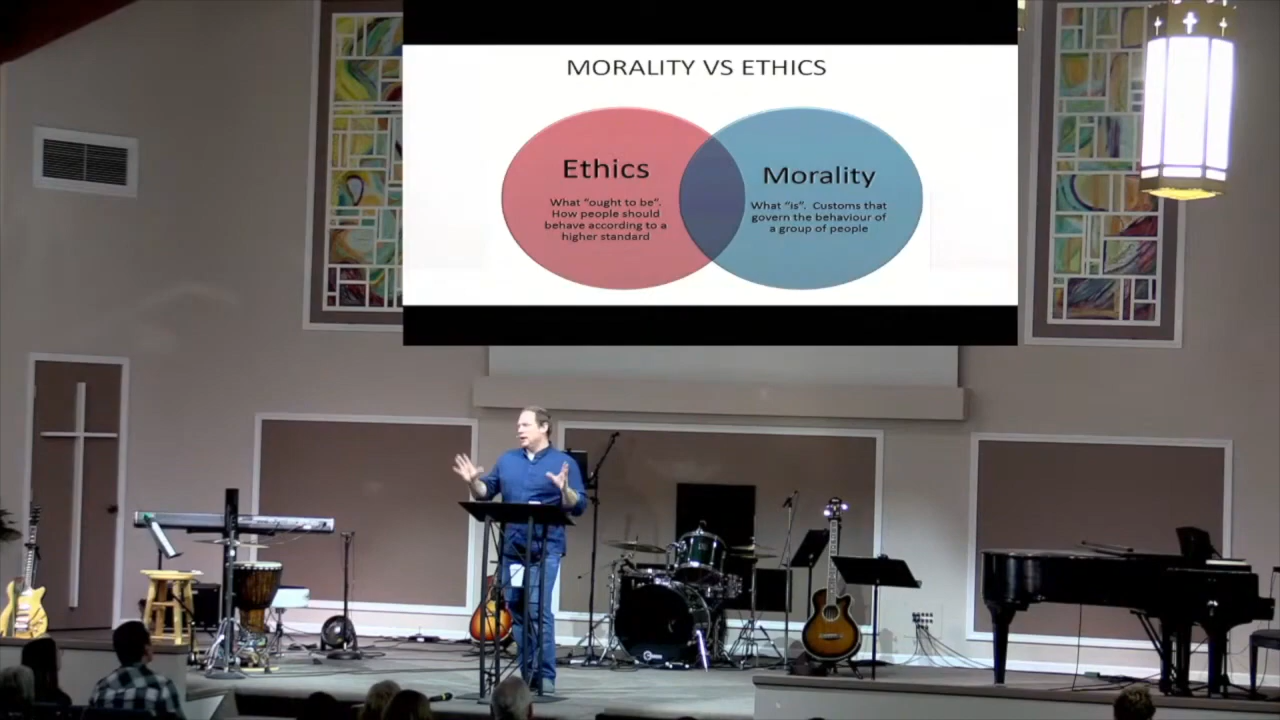 MORALITY VS ETHICS
Ethics
What "ought to be".
How people should
behave according to a
higher standard
Morality
What "is". Customs that
govern the behaviour of
a group of people